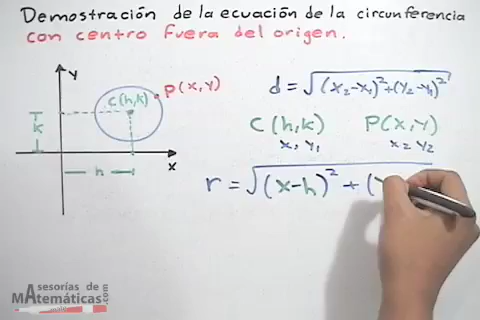 Demostración de la ecuación de la circunferencia
con centro fuera del origen.
y
C(h,k)
P(x,y)
k
h
x
d = √(x₂-x₁)²+(y₂-y₁)²
C(h,k) P(x,y)
x₁ y₁ x₂ y₂
r = √(x-h)² + (y
Asesorías de
Matemáticas
.com